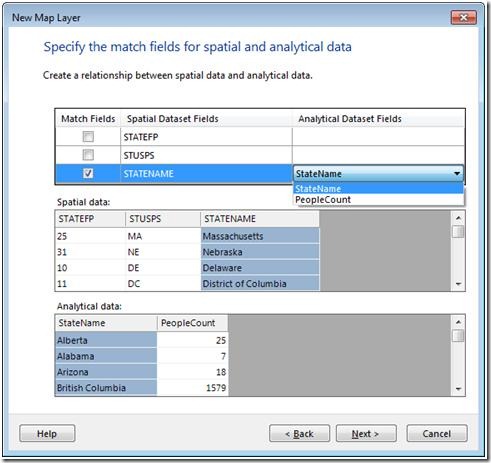 New Map Layer
Specify the match fields for spatial and analytical data
Create a relationship between spatial data and analytical data.
Match Fields Spatial Dataset Fields Analytical Dataset Fields
STATEFP
STUSPS
STATENAME StateName
StateName
PeopleCount
Spatial data:
STATEFP STUSPS STATENAME
25 MA Massachusetts
31 NE Nebraska
10 DE Delaware
11 DC District of Columbia
Analytical data:
StateName PeopleCount
Alberta 25
Alabama 7
Arizona 18
British Columbia 1579
Help < Back Next > Cancel